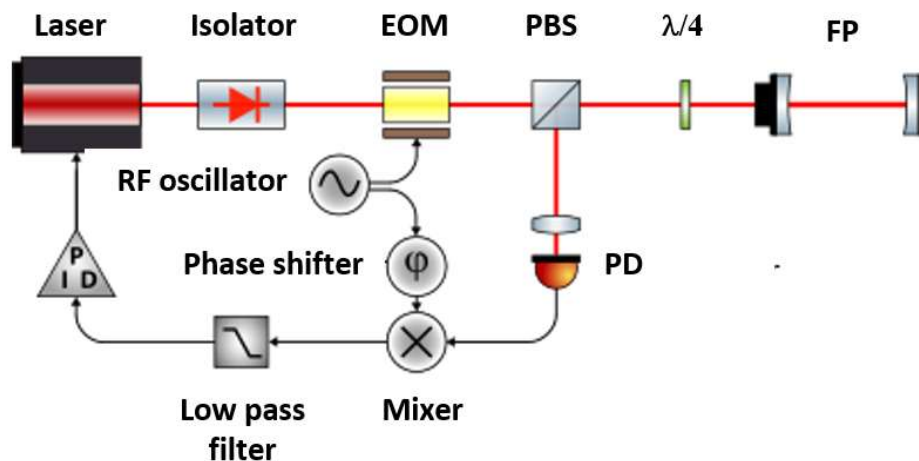 Laser
Isolator
EOM
PBS
λ/4
FP
RF oscillator
Phase shifter
φ
PD
P
I D
Low pass
filter
Mixer